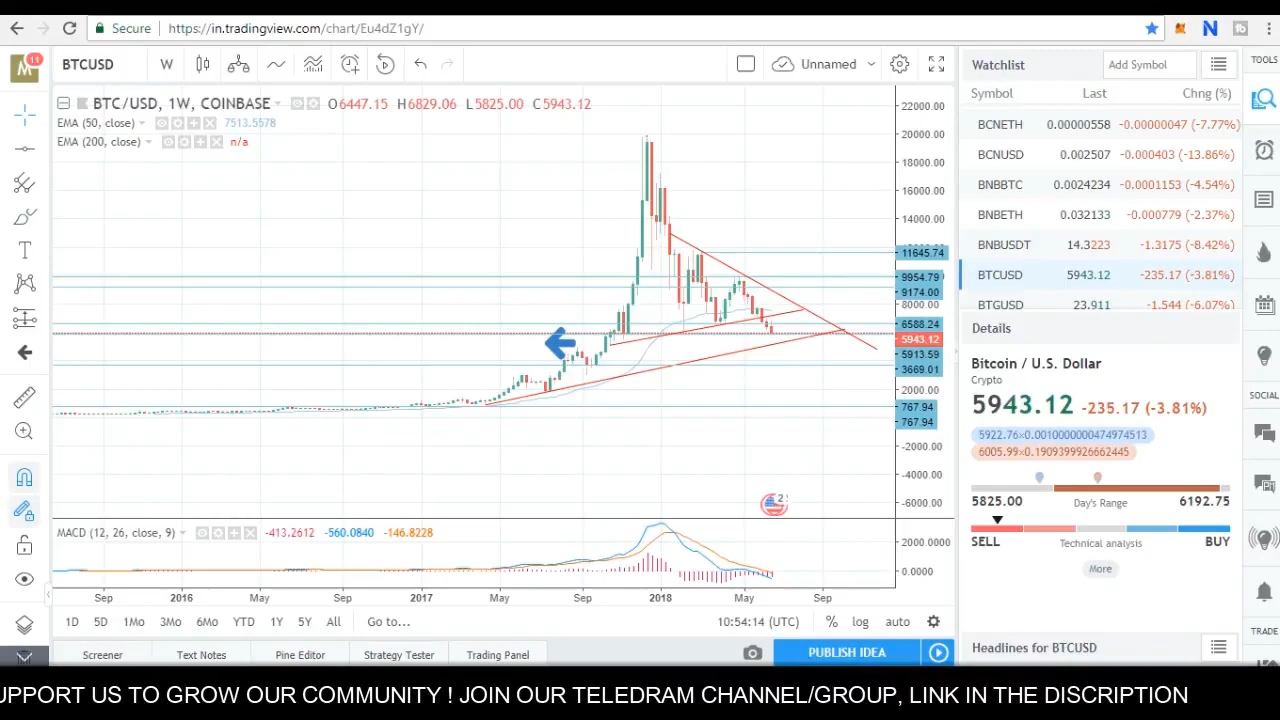 Secure https://in.tradingview.com/chart/Eu4dZ1gY/
M 11 BTCUSD W Unnamed
Watchlist Add Symbol TOOLS
Symbol Last Chng (%)
BTC/USD, 1W, COINBASE O6447.15 H6829.06 L5825.00 C5943.12
EMA (50, close) 7513.5578
EMA (200, close) n/a
22000.00
20000.00
18000.00
16000.00
14000.00
11645.74
9954.79
9174.00
8000.00
6588.24
5943.12
5913.59
3669.01
2000.00
767.94
767.94
-2000.00
-4000.00
-6000.00
MACD (12, 26, close, 9) -413.2612 -560.0840 -146.8228
2000.0000
0.0000
Sep 2016 May Sep 2017 May Sep 2018 May Sep
1D 5D 1Mo 3Mo 6Mo YTD 1Y 5Y All Go to... 10:54:14 (UTC) % log auto
Screener Text Notes Pine Editor Strategy Tester Trading Panel PUBLISH IDEA
BCNETH 0.00000558 -0.00000047 (-7.77%)
BCNUSD 0.002507 -0.000403 (-13.86%)
BNBBTC 0.0024234 -0.0001153 (-4.54%)
BNBETH 0.032133 -0.000779 (-2.37%)
BNBUSDT 14.3223 -1.3175 (-8.42%)
BTCUSD 5943.12 -235.17 (-3.81%)
BTGUSD 23.911 -1.544 (-6.07%)
Details
Bitcoin / U.S. Dollar
Crypto
5943.12 -235.17 (-3.81%)
5922.76×0.0010000000474974513
6005.99×0.1909399926662445
5825.00 Day's Range 6192.75
SELL Technical analysis BUY
More
Headlines for BTCUSD
SOCIAL
TRADE
UPPORT US TO GROW OUR COMMUNITY ! JOIN OUR TELEDRAM CHANNEL/GROUP, LINK IN THE DISCRIPTION